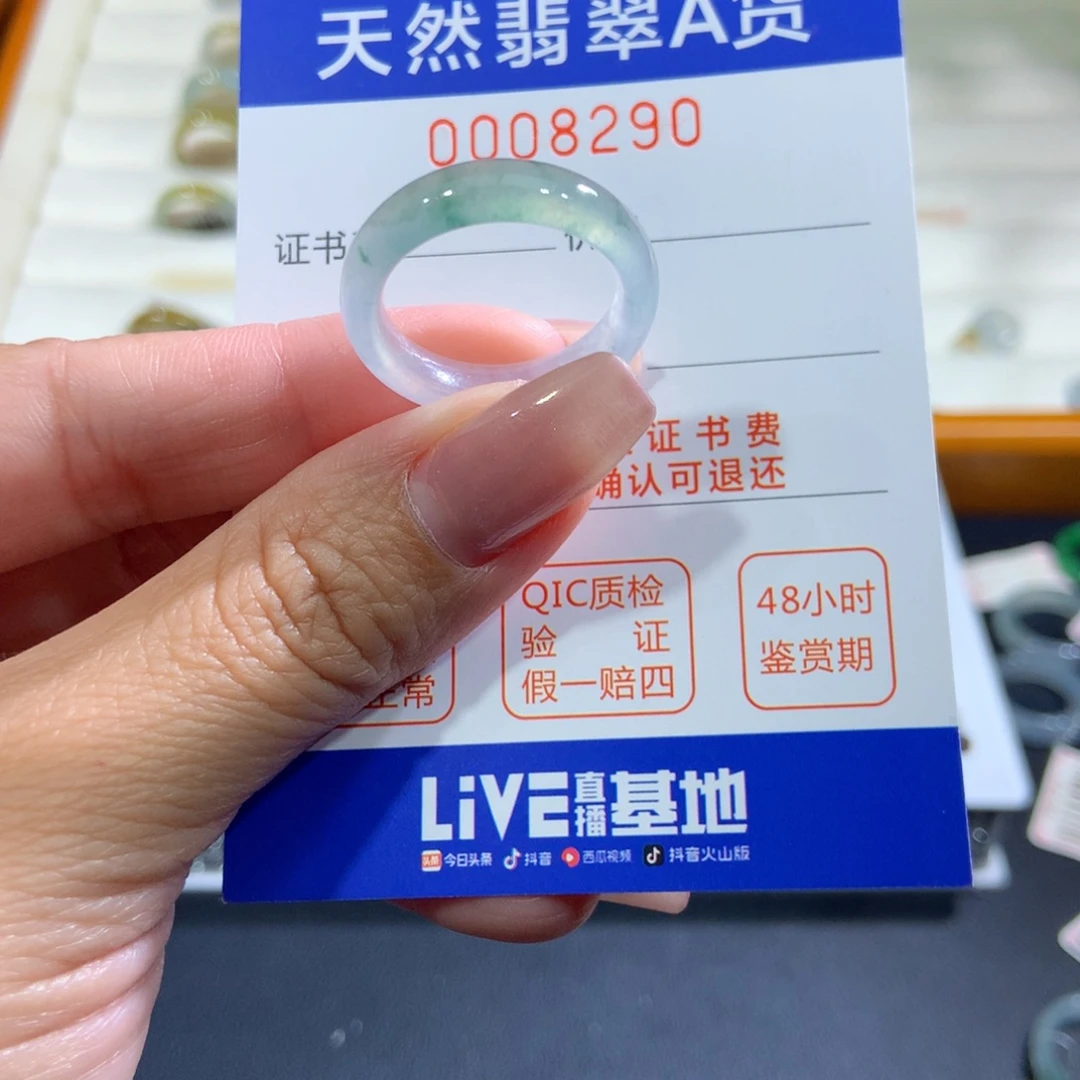 天然翡翠A货
0008290
证书
证书费
确认可退还
常
QIC质检
验 证
假一赔四
48小时
鉴赏期
LiVE直播基地
头条 今日头条 抖音 西瓜视频 抖音火山版